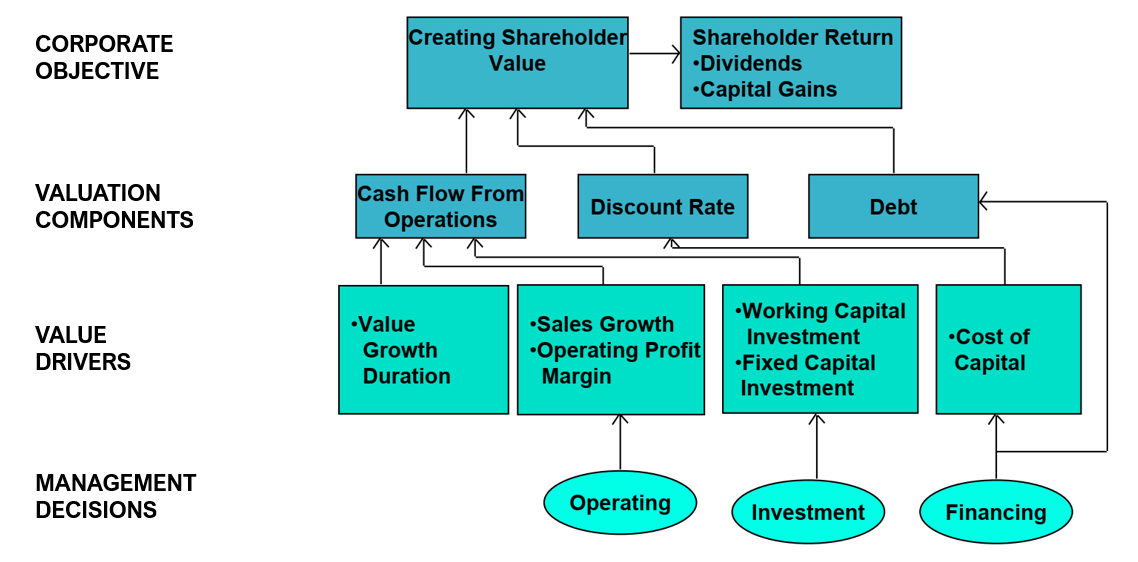 CORPORATE
OBJECTIVE
Creating Shareholder
Value
Shareholder Return
•Dividends
•Capital Gains
VALUATION
COMPONENTS
Cash Flow From
Operations
Discount Rate
Debt
VALUE
DRIVERS
•Value
Growth
Duration
•Sales Growth
•Operating Profit
Margin
•Working Capital
Investment
•Fixed Capital
Investment
•Cost of
Capital
MANAGEMENT
DECISIONS
Operating
Investment
Financing